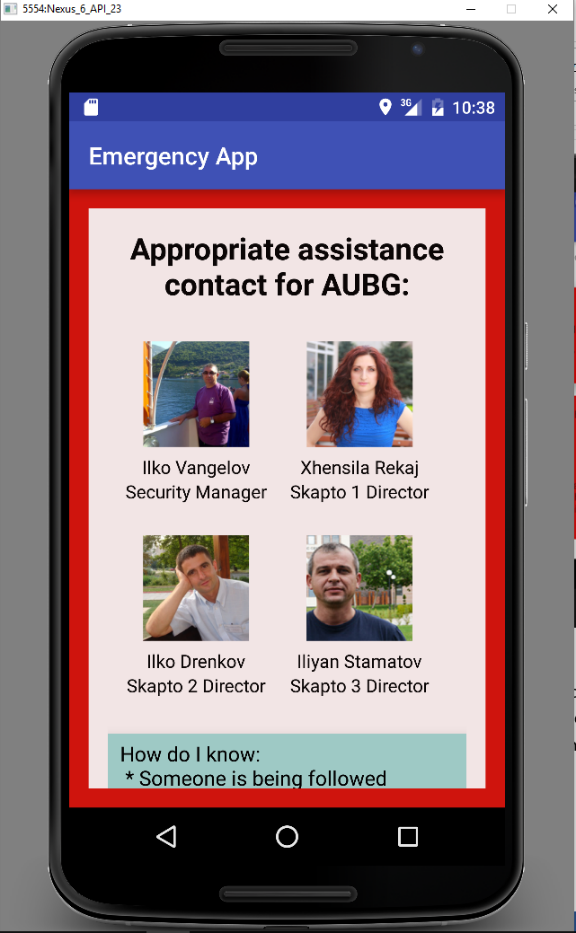 5554:Nexus_6_API_23
3G 10:38
Emergency App
Appropriate assistance
contact for AUBG:
Ilko Vangelov
Security Manager
Xhensila Rekaj
Skapto 1 Director
Ilko Drenkov
Skapto 2 Director
Iliyan Stamatov
Skapto 3 Director
How do I know:
* Someone is being followed